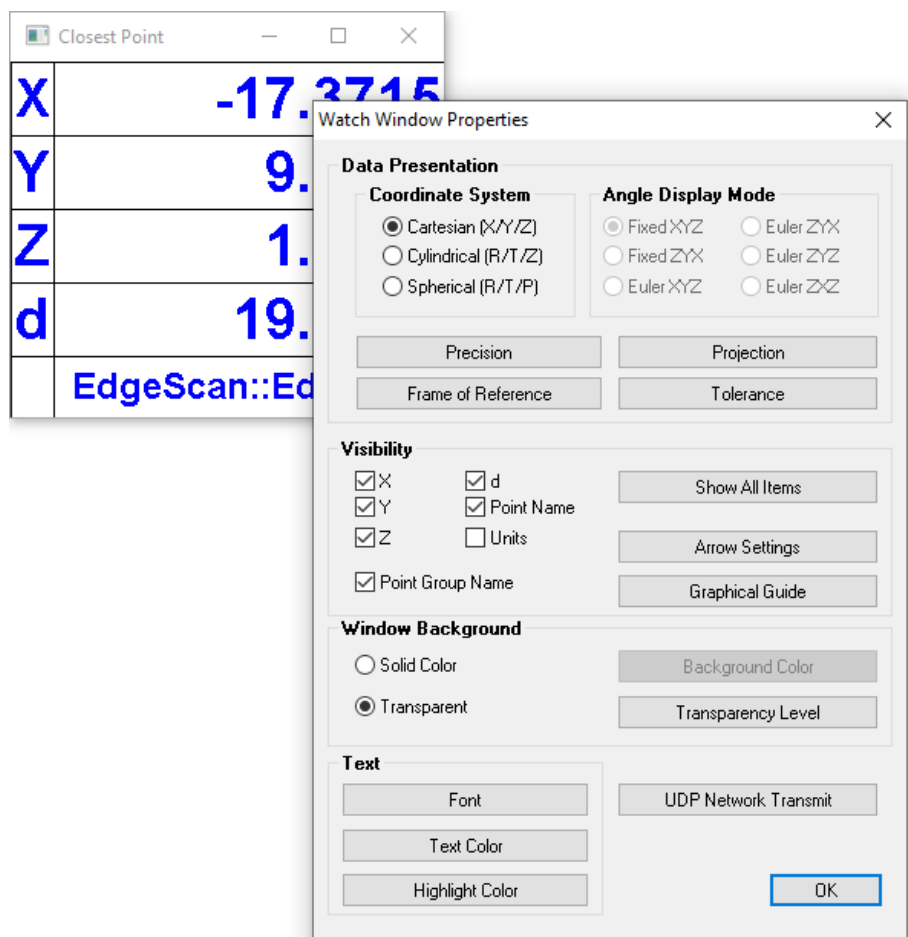 Closest Point
X -17.3715
Y 9.
Z 1.
d 19.
EdgeScan::Ed
Watch Window Properties
Data Presentation
Coordinate System
Cartesian (X/Y/Z)
Cylindrical (R/T/Z)
Spherical (R/T/P)
Angle Display Mode
Fixed XYZ Euler ZYX
Fixed ZYX Euler ZYZ
Euler XYZ Euler ZXZ
Precision Projection
Frame of Reference Tolerance
Visibility
X d Show All Items
Y Point Name
Z Units Arrow Settings
Point Group Name Graphical Guide
Window Background
Solid Color Background Color
Transparent Transparency Level
Text
Font UDP Network Transmit
Text Color
Highlight Color OK